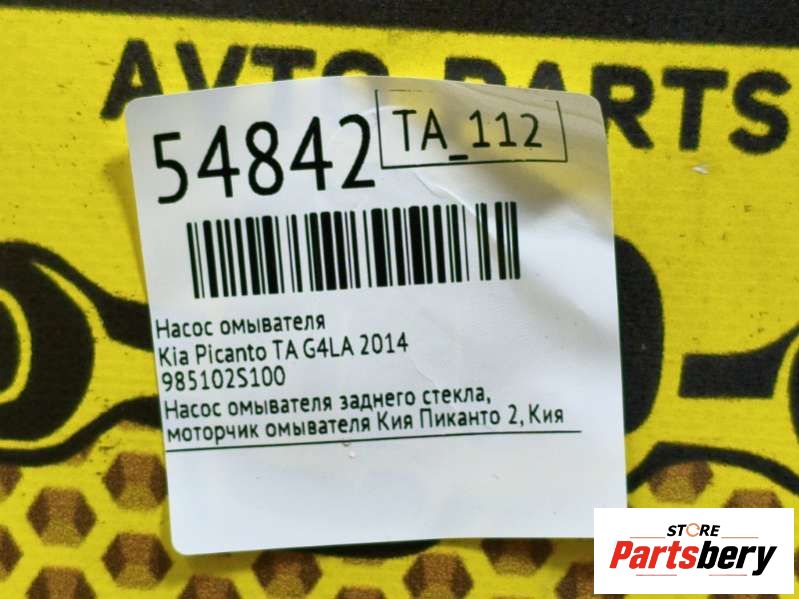 AVTO PARTS
54842
TA_112
Насос омывателя
Kia Picanto TA G4LA 2014
985102S100
Насос омывателя заднего стекла,
моторчик омывателя Кия Пиканто 2, Кия
STORE
Partsbery